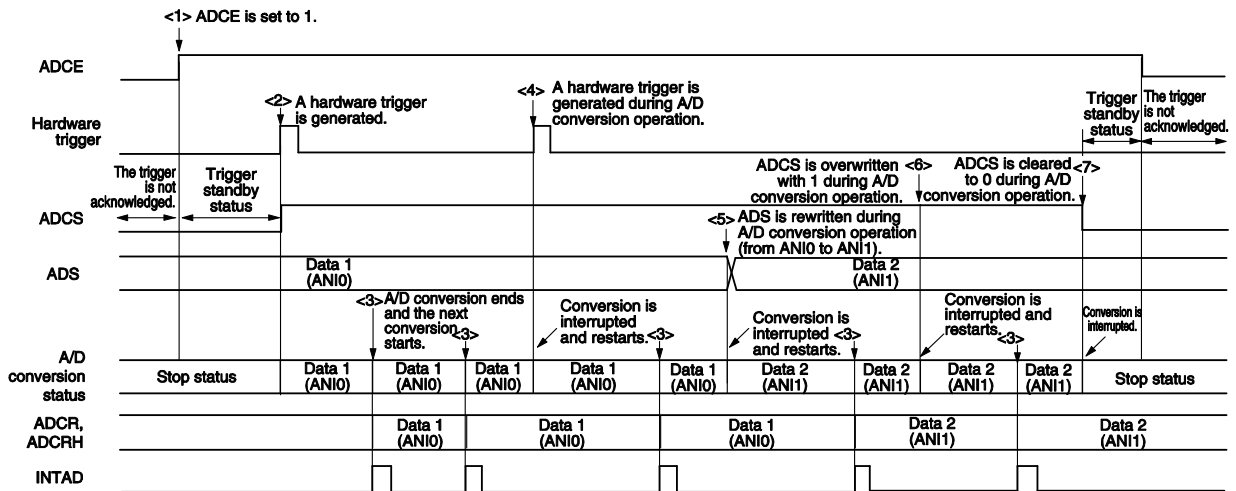 <1> ADCE is set to 1.
ADCE
<2> A hardware trigger
is generated.
<4> A hardware trigger is
generated during A/D
conversion operation.
Trigger
standby
status
The trigger
is not
acknowledged.
Hardware
trigger
The trigger
is not
acknowledged.
Trigger
standby
status
ADCS is overwritten
with 1 during A/D
conversion operation.
<6>
ADCS is cleared
to 0 during A/D
conversion operation.
<7>
ADCS
<5> ADS is rewritten during
A/D conversion operation
(from ANI0 to ANI1).
ADS
Data 1
(ANI0)
Data 2
(ANI1)
<3> A/D conversion ends
and the next
conversion
starts.
<3>
Conversion is
interrupted
and restarts.
<3>
Conversion is
interrupted
and restarts.
<3>
Conversion is
interrupted and
restarts.
<3>
Conversion is
interrupted.
A/D
conversion
status
Stop status
Data 1
(ANI0)
Data 1
(ANI0)
Data 1
(ANI0)
Data 1
(ANI0)
Data 1
(ANI0)
Data 2
(ANI1)
Data 2
(ANI1)
Data 2
(ANI1)
Data 2
(ANI1)
Stop status
ADCR,
ADCRH
Data 1
(ANI0)
Data 1
(ANI0)
Data 1
(ANI0)
Data 2
(ANI1)
Data 2
(ANI1)
INTAD